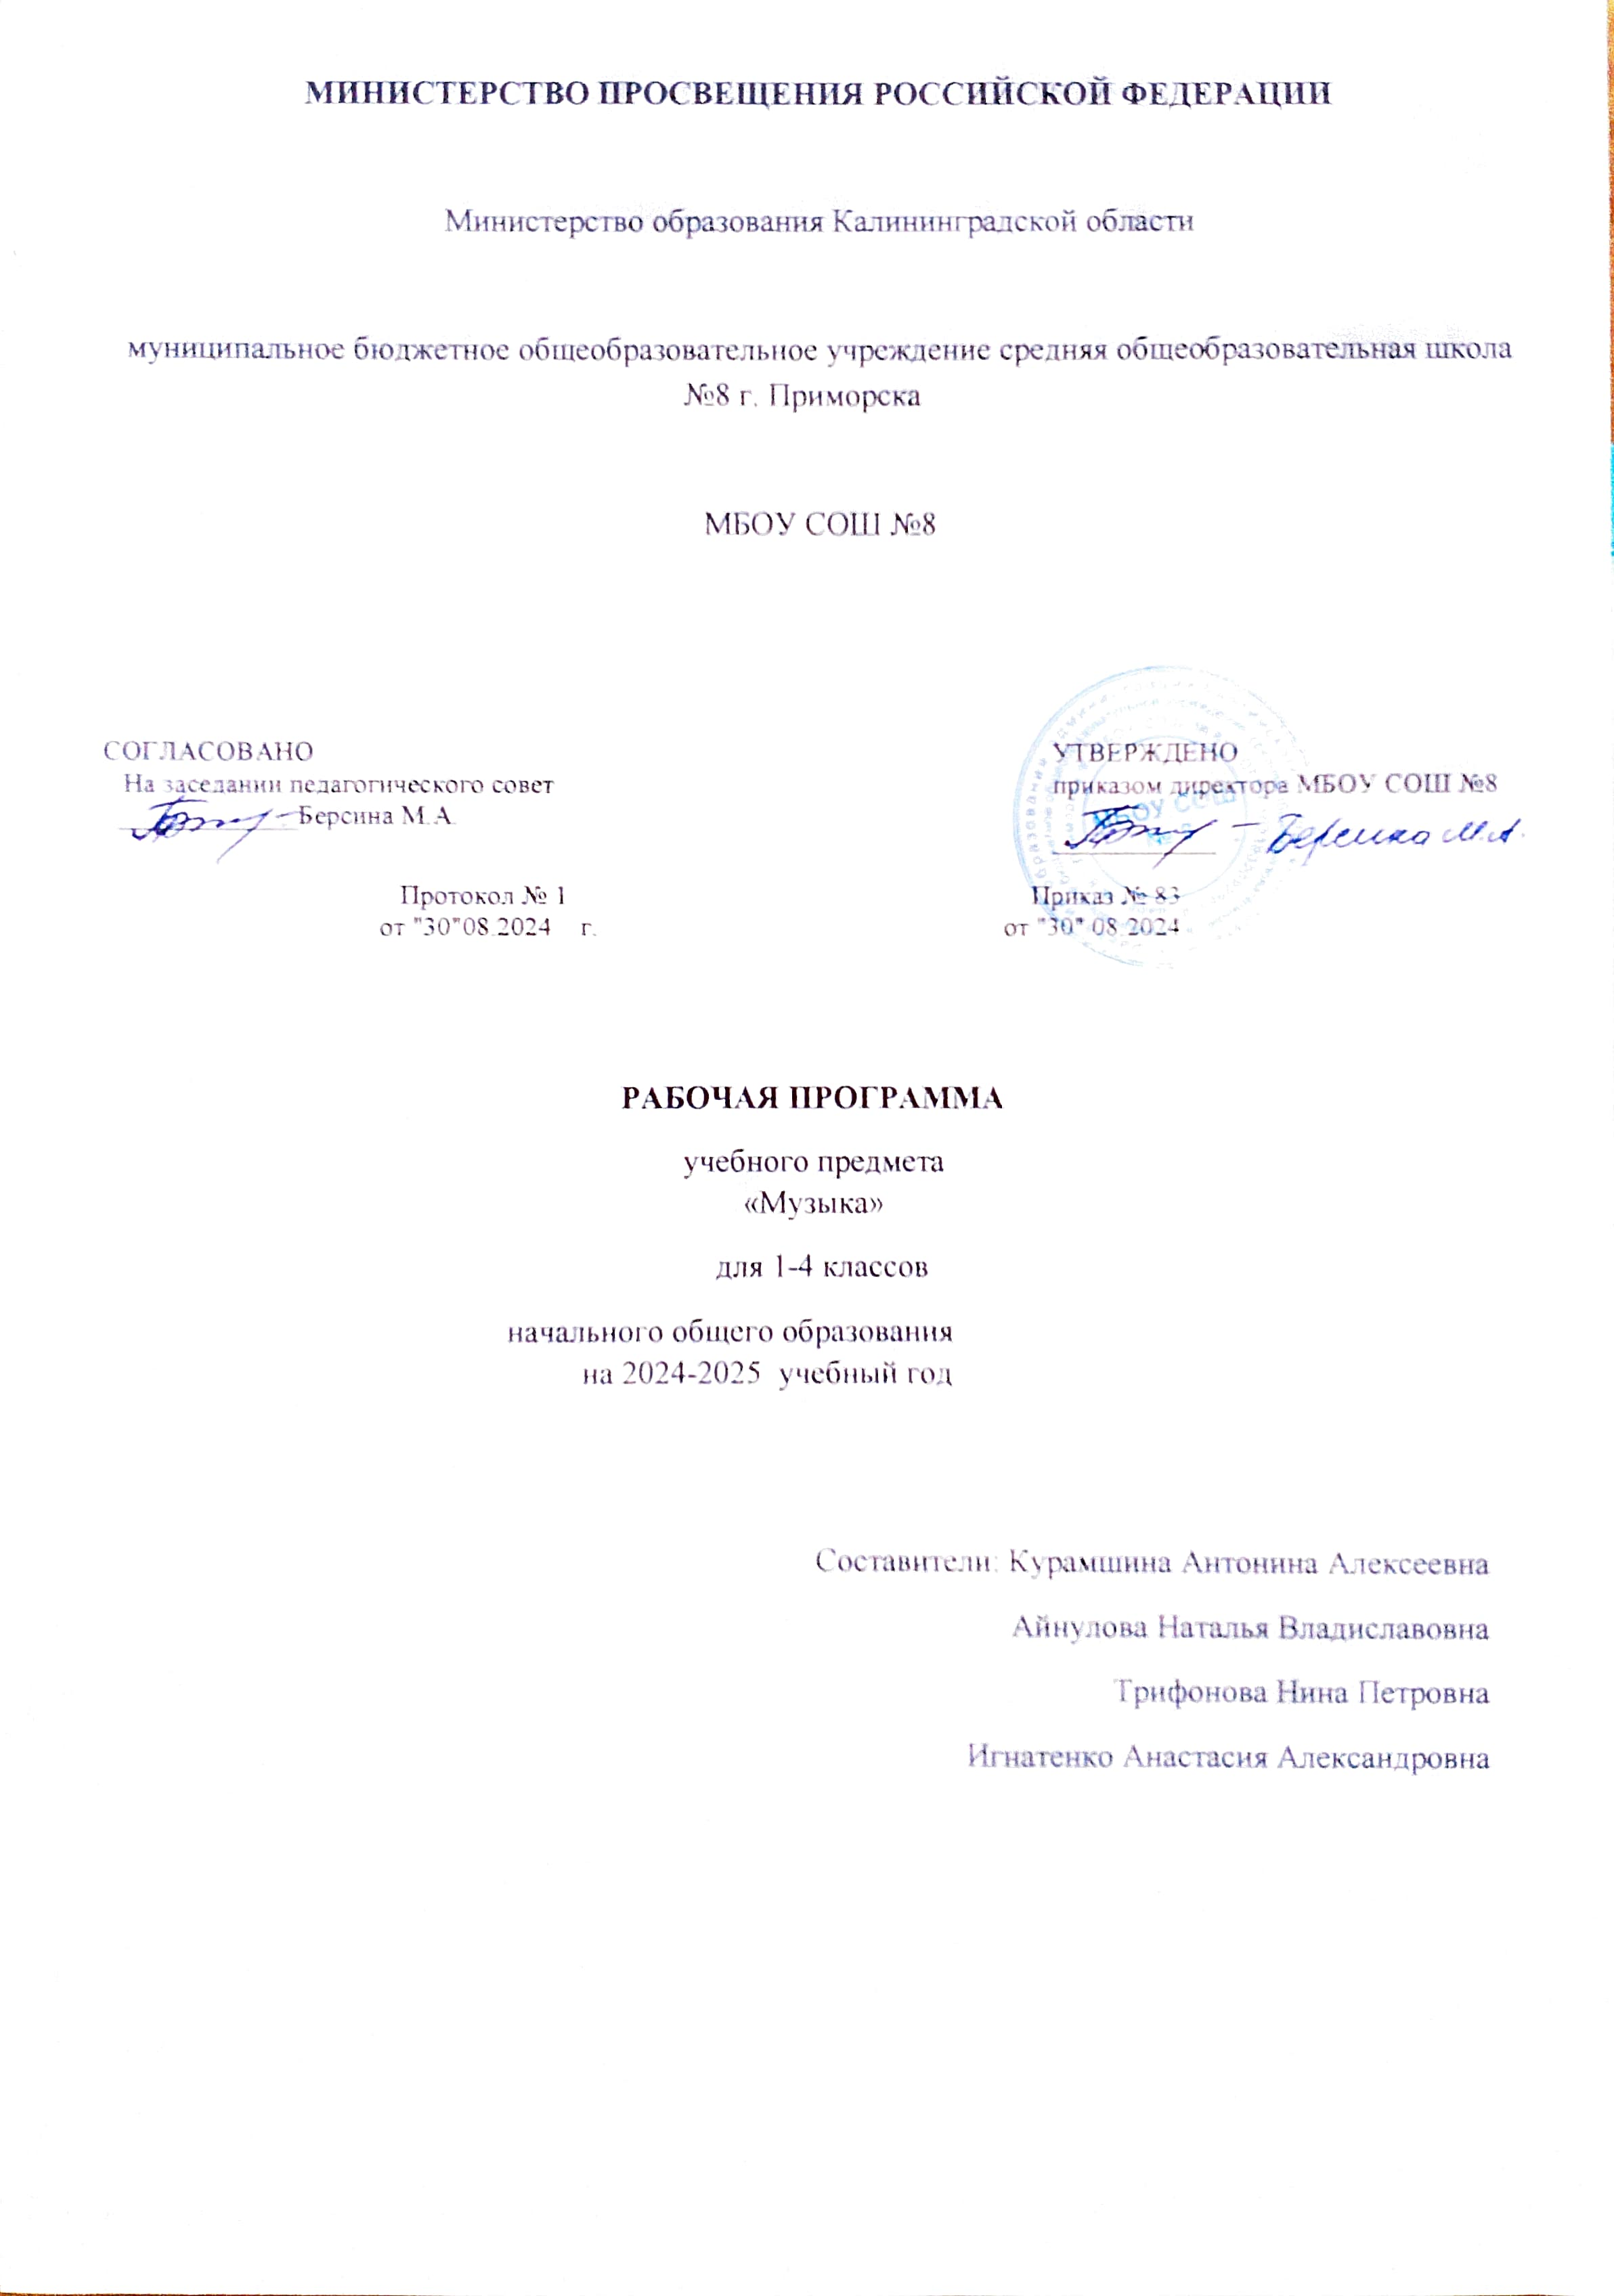 МИНИСТЕРСТВО ПРОСВЕЩЕНИЯ РОССИЙСКОЙ ФЕДЕРАЦИИ
Министерство образования Калининградской области
муниципальное бюджетное общеобразовательное учреждение средняя общеобразовательная школа
№8 г. Приморска
МБОУ СОШ №8
СОГЛАСОВАНО
На заседании педагогического совет
Берсина М.А.
Протокол № 1
от "30"08.2024 г.
УТВЕРЖДЕНО
приказом директора МБОУ СОШ №8
МБОУ СОШ
Берсина М.А.
Приказ № 83
от "30" 08.2024
РАБОЧАЯ ПРОГРАММА
учебного предмета
«Музыка»
для 1-4 классов
начального общего образования
на 2024-2025 учебный год
Составители: Курамшина Антонина Алексеевна
Айнулова Наталья Владиславовна
Трифонова Нина Петровна
Игнатенко Анастасия Александровна